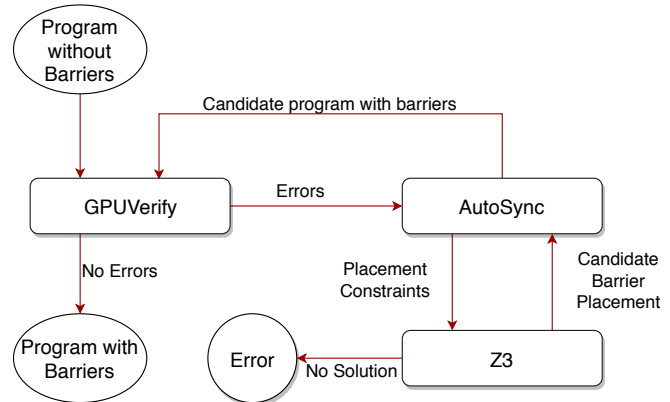 Program
without
Barriers
Candidate program with barriers
GPUVerify
Errors
AutoSync
No Errors
Placement
Constraints
Candidate
Barrier
Placement
Program with
Barriers
Error
No Solution
Z3